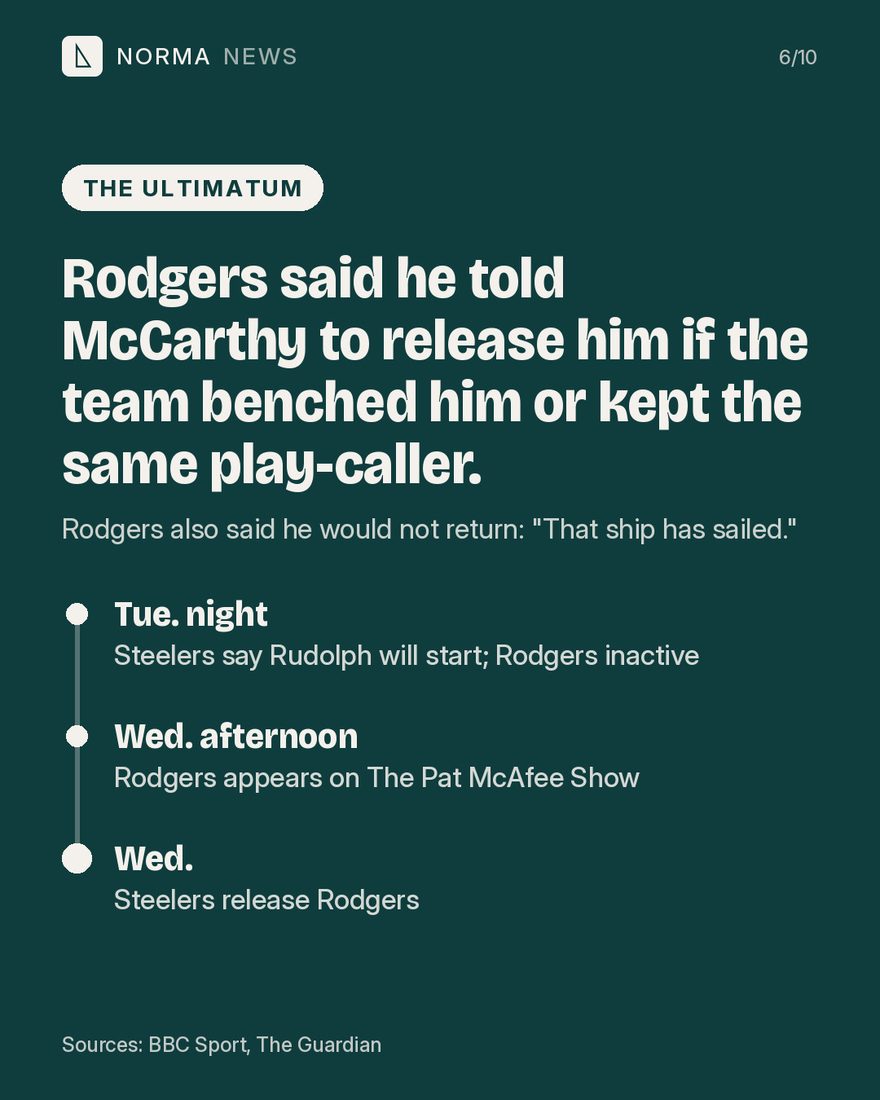 NORMA NEWS
6/10
THE ULTIMATUM
Rodgers said he told
McCarthy to release him if the
team benched him or kept the
same play-caller.
Rodgers also said he would not return: "That ship has sailed."
Tue. night
Steelers say Rudolph will start; Rodgers inactive
Wed. afternoon
Rodgers appears on The Pat McAfee Show
Wed.
Steelers release Rodgers
Sources: BBC Sport, The Guardian